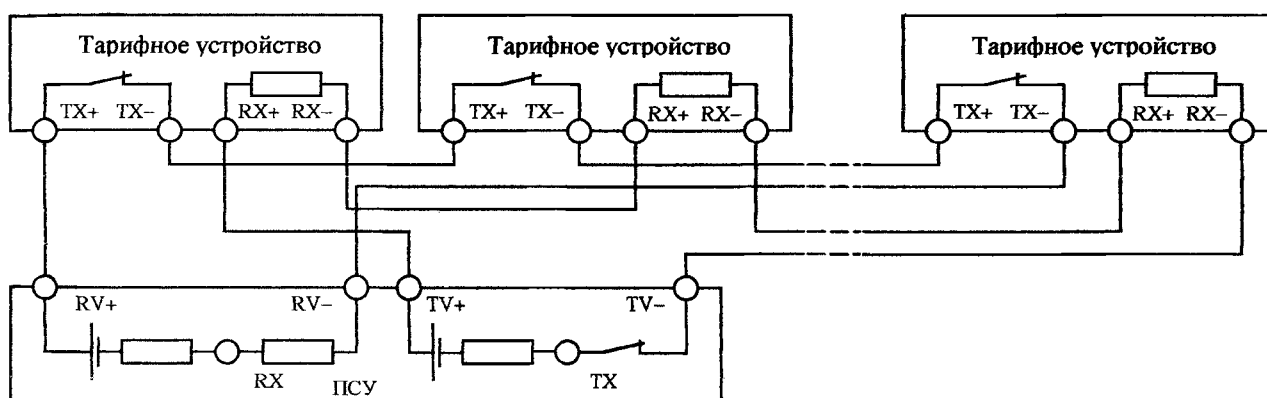 Тарифное устройство
Тарифное устройство
Тарифное устройство
TX+ TX– RX+ RX–
TX+ TX– RX+ RX–
TX+ TX– RX+ RX–
RV+ RV– TV+ TV–
RX ПСУ TX